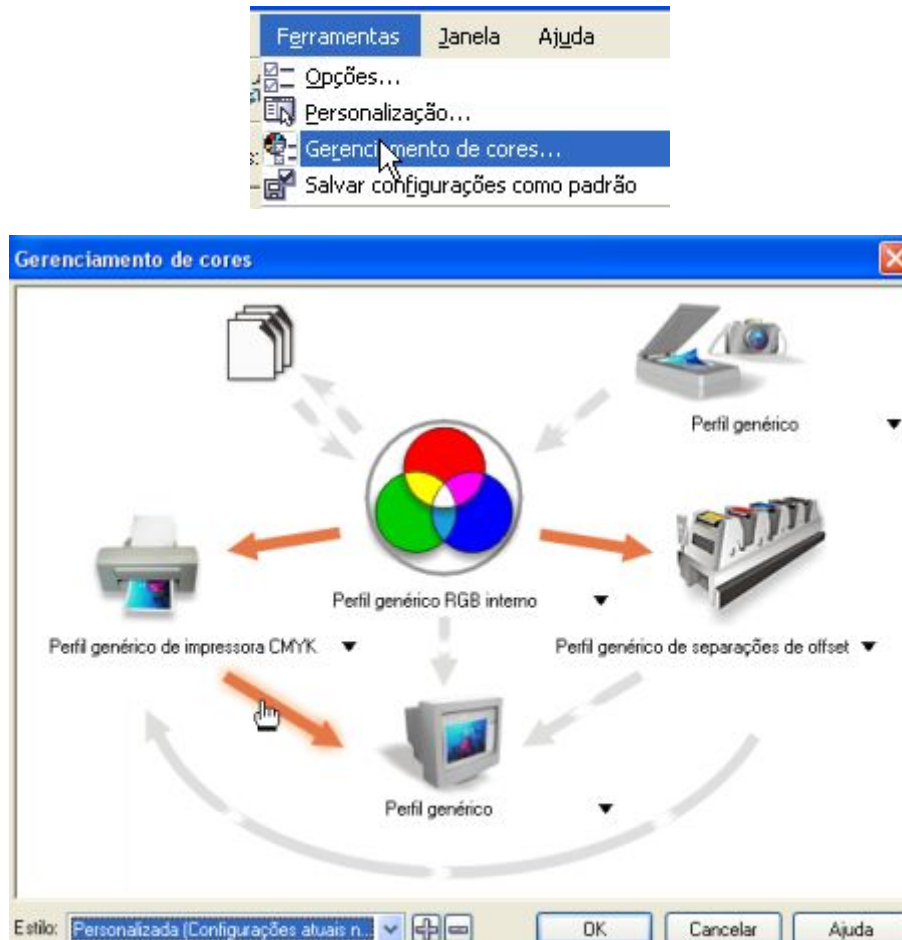 Ferramentas Janela Ajuda
Opções...
Personalização...
Gerenciamento de cores...
Salvar configurações como padrão
Gerenciamento de cores
Perfil genérico
Perfil genérico RGB interno
Perfil genérico de impressora CMYK
Perfil genérico de separações de offset
Perfil genérico
Estilo: Personalizada (Configurações atuais n... OK Cancelar Ajuda